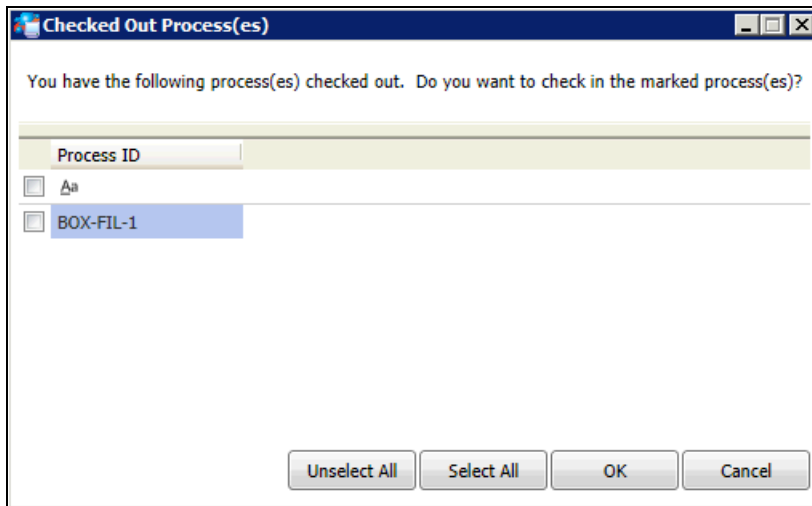 Checked Out Process(es)
You have the following process(es) checked out.  Do you want to check in the marked process(es)?
Process ID
Aa
BOX-FIL-1
Unselect All
Select All
OK
Cancel